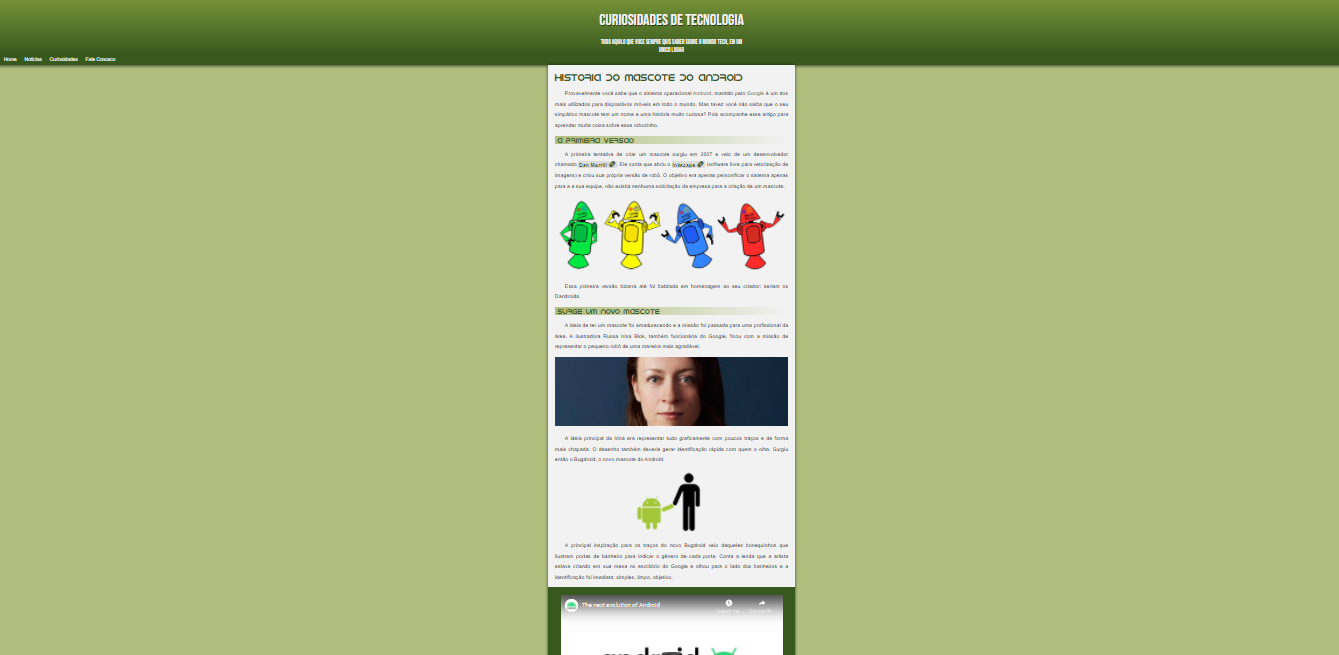 CURIOSIDADES DE TECNOLOGIA
TUDO AQUILO QUE VOCÊ SEMPRE QUIS SABER SOBRE O MUNDO TECH, EM UM
ÚNICO LUGAR
Home Notícias Curiosidades Fale Conosco
HISTORIA DO MASCOTE DO ANDROID
Provavelmente você sabe que o sistema operacional Android, mantido pelo Google é um dos
mais utilizados para dispositivos móveis em todo o mundo. Mas tavez você não saiba que o seu
simpático mascote tem um nome e uma história muito curiosa? Pois acompanhe esse artigo para
aprender muita coisa sobre esse robozinho.
A PRIMEIRA VERSAO
A primeira tentativa de criar um mascote surgiu em 2007 e veio de um desenvolvedor
chamado Dan Morrill. Ele conta que abriu o Inkscape (software livre para vetorização de
imagens) e criou sua própria versão de robô. O objetivo era apenas personificar o sistema apenas
para a a sua equipe, não existia nenhuma solicitação da empresa para a criação de um mascote.
Essa primeira versão bizarra até foi batizada em homenagem ao seu criador: seriam os
Dandroids.
SURGE UM NOVO MASCOTE
A ideia de ter um mascote foi amadurecendo e a missão foi passada para uma profissional da
área. A ilustradora Russa Irina Blok, também funcionária do Google, ficou com a missão de
representar o pequeno robô de uma maneira mais agradável.
A ideia principal da Irina era representar tudo graficamente com poucos traços e de forma
mais chapada. O desenho também deveria gerar identificação rápida com quem o olha. Surgiu
então o Bugdroid, o novo mascote do Android.
A principal inspiração para os traços do novo Bugdroid veio daqueles bonequinhos que
ilustram portas de banheiro para indicar o gênero de cada porta. Conta a lenda que a artista
estava criando em sua mesa no escritório do Google e olhou para o lado dos banheiros e a
identificação foi imediata: simples, limpo, objetivo.
The next evolution of Android
android